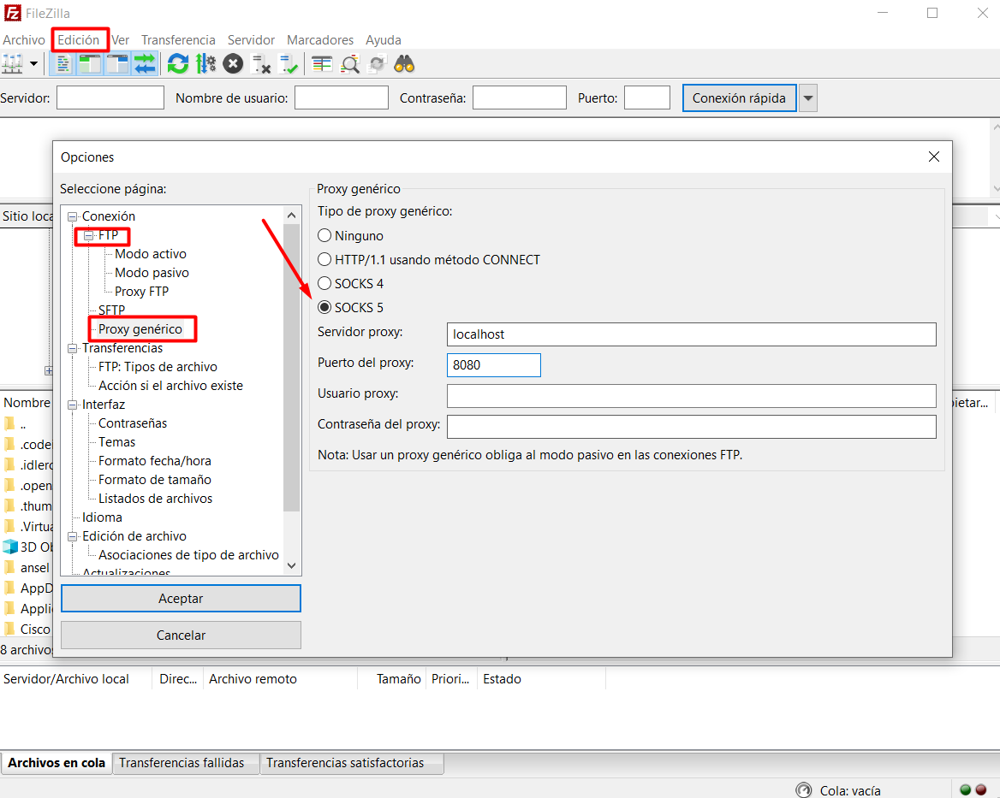 FileZilla
Archivo Edición Ver Transferencia Servidor Marcadores Ayuda
Servidor: Nombre de usuario: Contraseña: Puerto: Conexión rápida
Opciones
Seleccione página:
Conexión
FTP
Modo activo
Modo pasivo
Proxy FTP
SFTP
Proxy genérico
Transferencias
FTP: Tipos de archivo
Acción si el archivo existe
Interfaz
Contraseñas
Temas
Formato fecha/hora
Formato de tamaño
Listados de archivos
Idioma
Edición de archivo
Asociaciones de tipo de archivo
Actualizaciones
Aceptar
Cancelar
Proxy genérico
Tipo de proxy genérico:
Ninguno
HTTP/1.1 usando método CONNECT
SOCKS 4
SOCKS 5
Servidor proxy: localhost
Puerto del proxy: 8080
Usuario proxy:
Contraseña del proxy:
Nota: Usar un proxy genérico obliga al modo pasivo en las conexiones FTP.
Sitio loca
Nombre
..
.code
.idlerc
.open
.thum
.Virtua
3D Ob
ansel
AppD
Applic
Cisco
8 archivos
pietar...
Servidor/Archivo local Direc... Archivo remoto Tamaño Priori... Estado
Archivos en cola Transferencias fallidas Transferencias satisfactorias
Cola: vacía